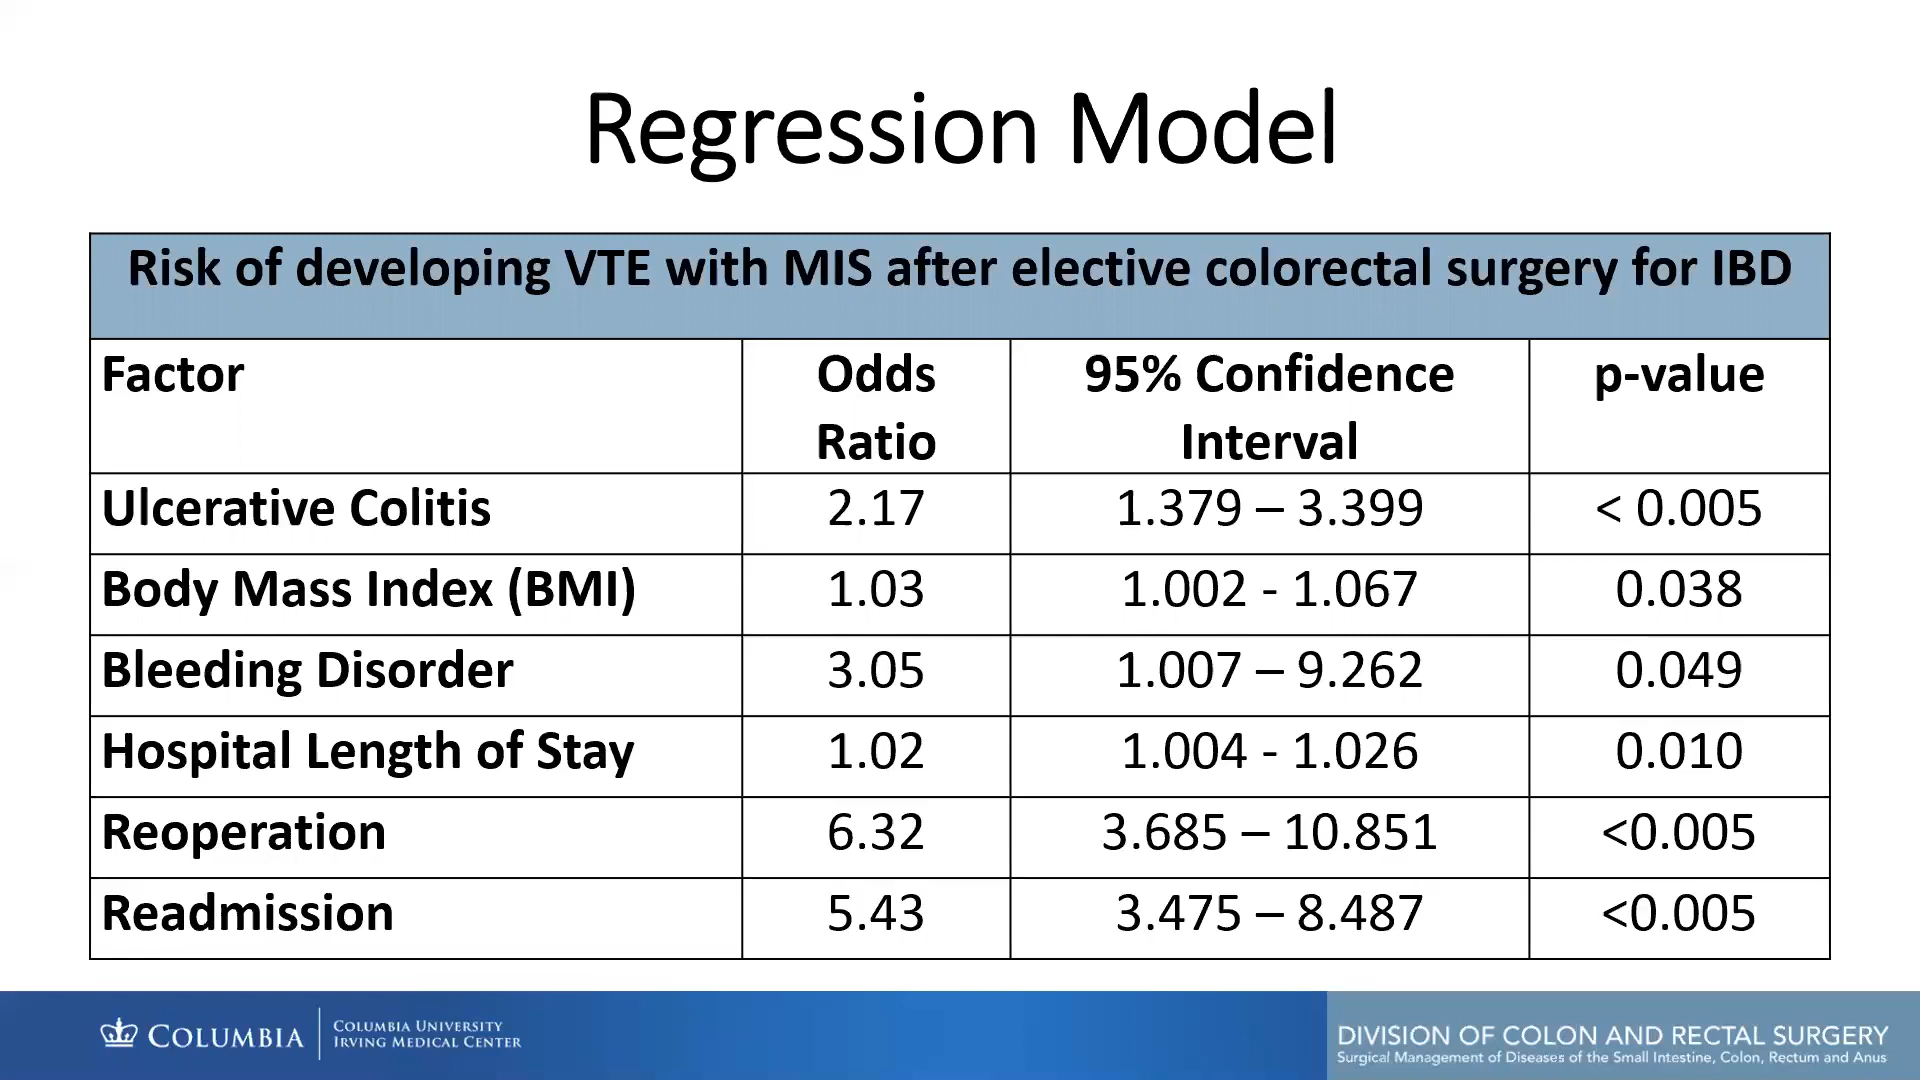 Regression Model
Risk of developing VTE with MIS after elective colorectal surgery for IBD
Factor
Odds
Ratio
95% Confidence
Interval
p-value
Ulcerative Colitis
2.17
1.379 – 3.399
< 0.005
Body Mass Index (BMI)
1.03
1.002 - 1.067
0.038
Bleeding Disorder
3.05
1.007 – 9.262
0.049
Hospital Length of Stay
1.02
1.004 - 1.026
0.010
Reoperation
6.32
3.685 – 10.851
<0.005
Readmission
5.43
3.475 – 8.487
<0.005
COLUMBIA
COLUMBIA UNIVERSITY
IRVING MEDICAL CENTER
DIVISION OF COLON AND RECTAL SURGERY
Surgical Management of Diseases of the Small Intestine, Colon, Rectum and Anus